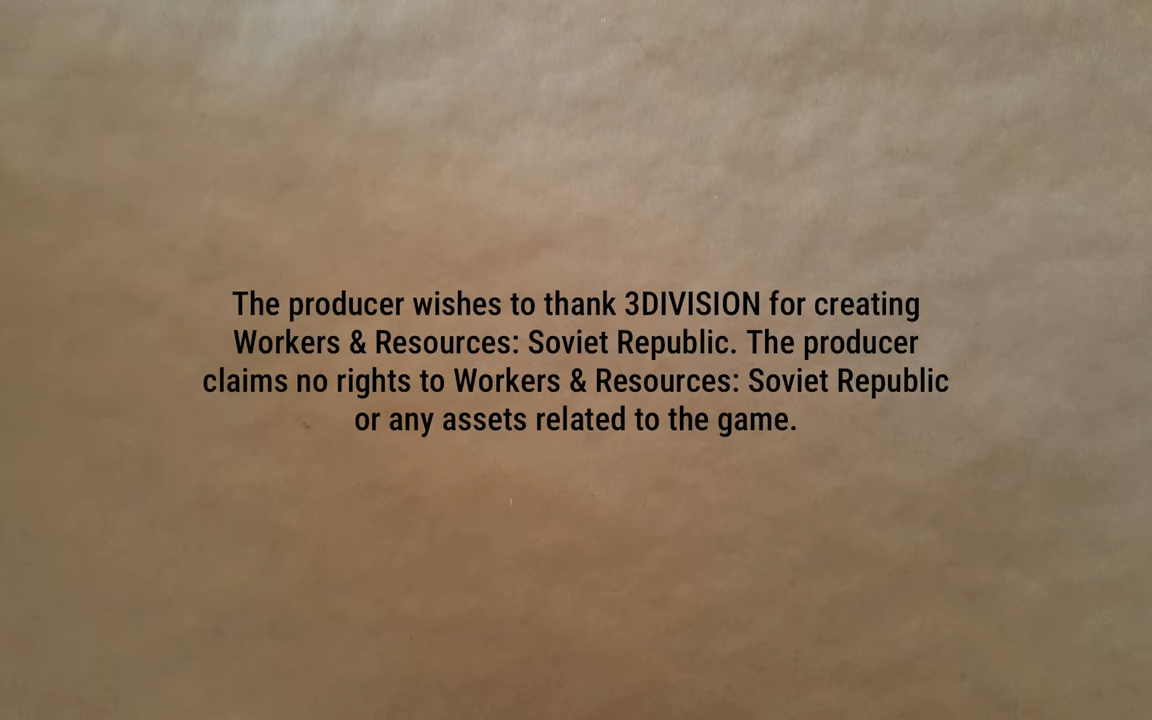 The producer wishes to thank 3DIVISION for creating
Workers & Resources: Soviet Republic. The producer
claims no rights to Workers & Resources: Soviet Republic
or any assets related to the game.